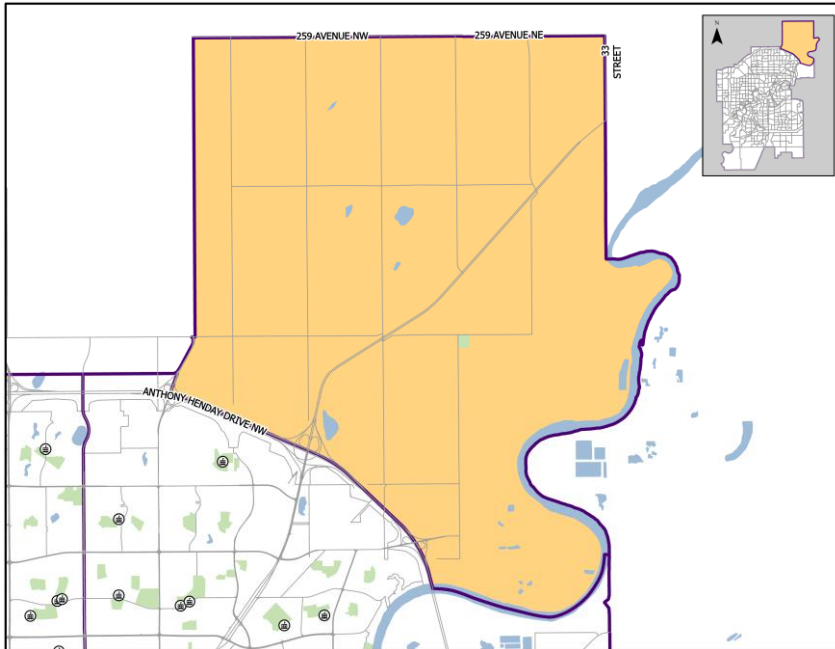 259 AVENUE NW
259 AVENUE NE
33
STREET
N
ANTHONY HENDAY DRIVE NW